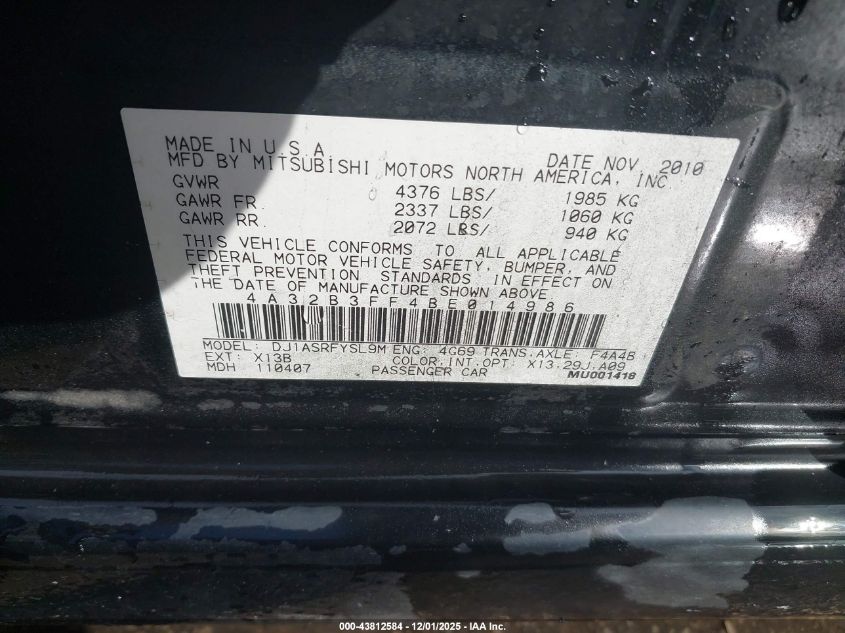 MADE IN U.S.A DATE NOV, 2010
MFD BY MITSUBISHI MOTORS NORTH AMERICA, INC
GVWR 4376 LBS/ 1985 KG
GAWR FR. 2337 LBS/ 1060 KG
GAWR RR. 2072 LBS/ 940 KG
THIS VEHICLE CONFORMS TO ALL APPLICABLE
FEDERAL MOTOR VEHICLE SAFETY, BUMPER, AND
THEFT PREVENTION STANDARDS IN EFFECT ON
THE DATE OF MANUFACTURE SHOWN ABOVE
4A32B3FF4BE014986
MODEL: DJ1ASRFYSL9M ENG: 4G69 TRANS.AXLE: F4A4B
EXT: X13B COLOR.INT.OPT: X13.29J.A09
MDH 110407 PASSENGER CAR MU001418
000-43812584 - 12/01/2025 - IAA Inc.